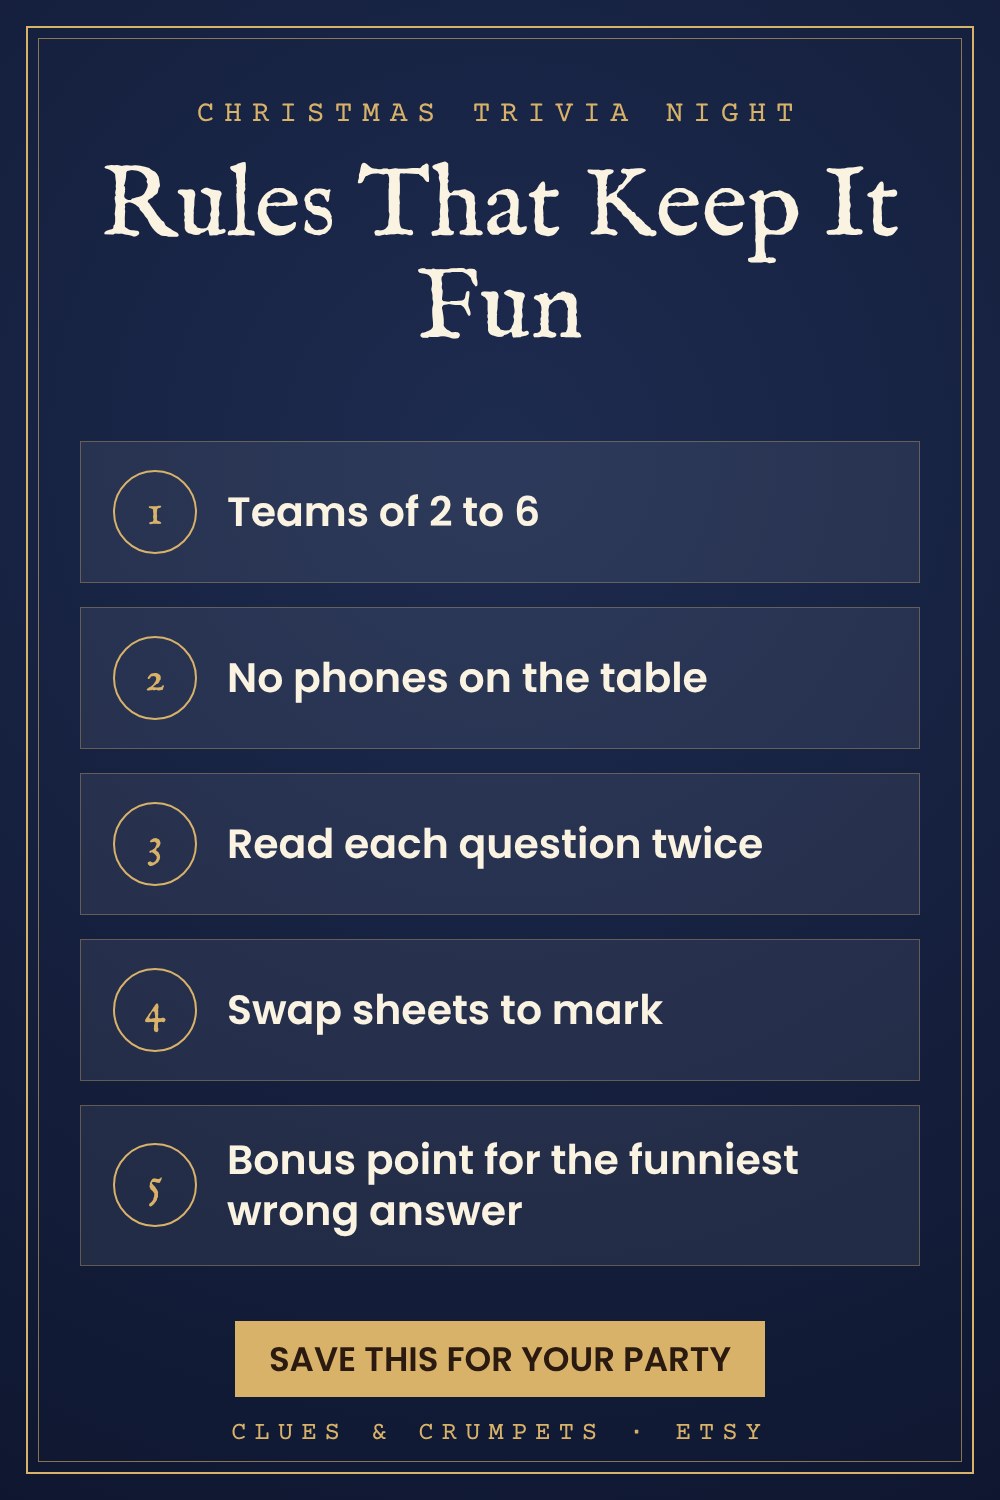 CHRISTMAS TRIVIA NIGHT
Rules That Keep It
Fun
1 Teams of 2 to 6
2 No phones on the table
3 Read each question twice
4 Swap sheets to mark
5 Bonus point for the funniest
wrong answer
SAVE THIS FOR YOUR PARTY
CLUES & CRUMPETS · ETSY